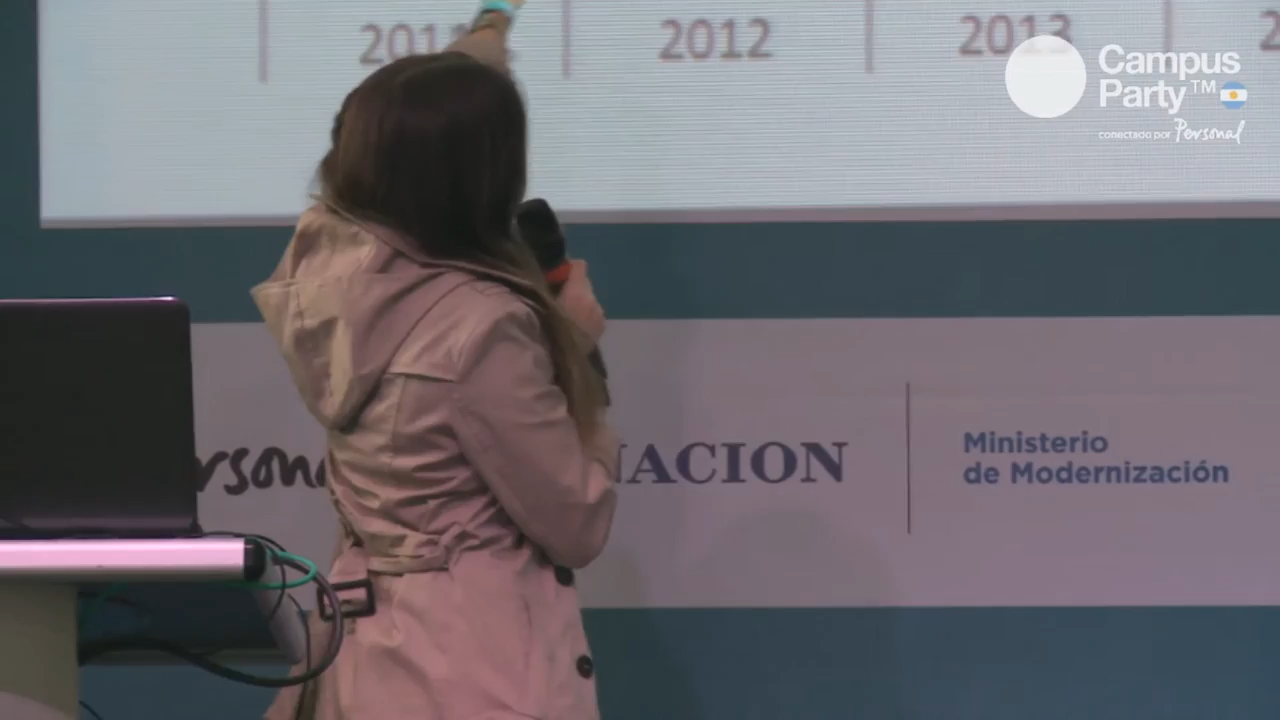 2012
2013
Campus
Party™
conectado por Personal
NACION
Ministerio
de Modernización